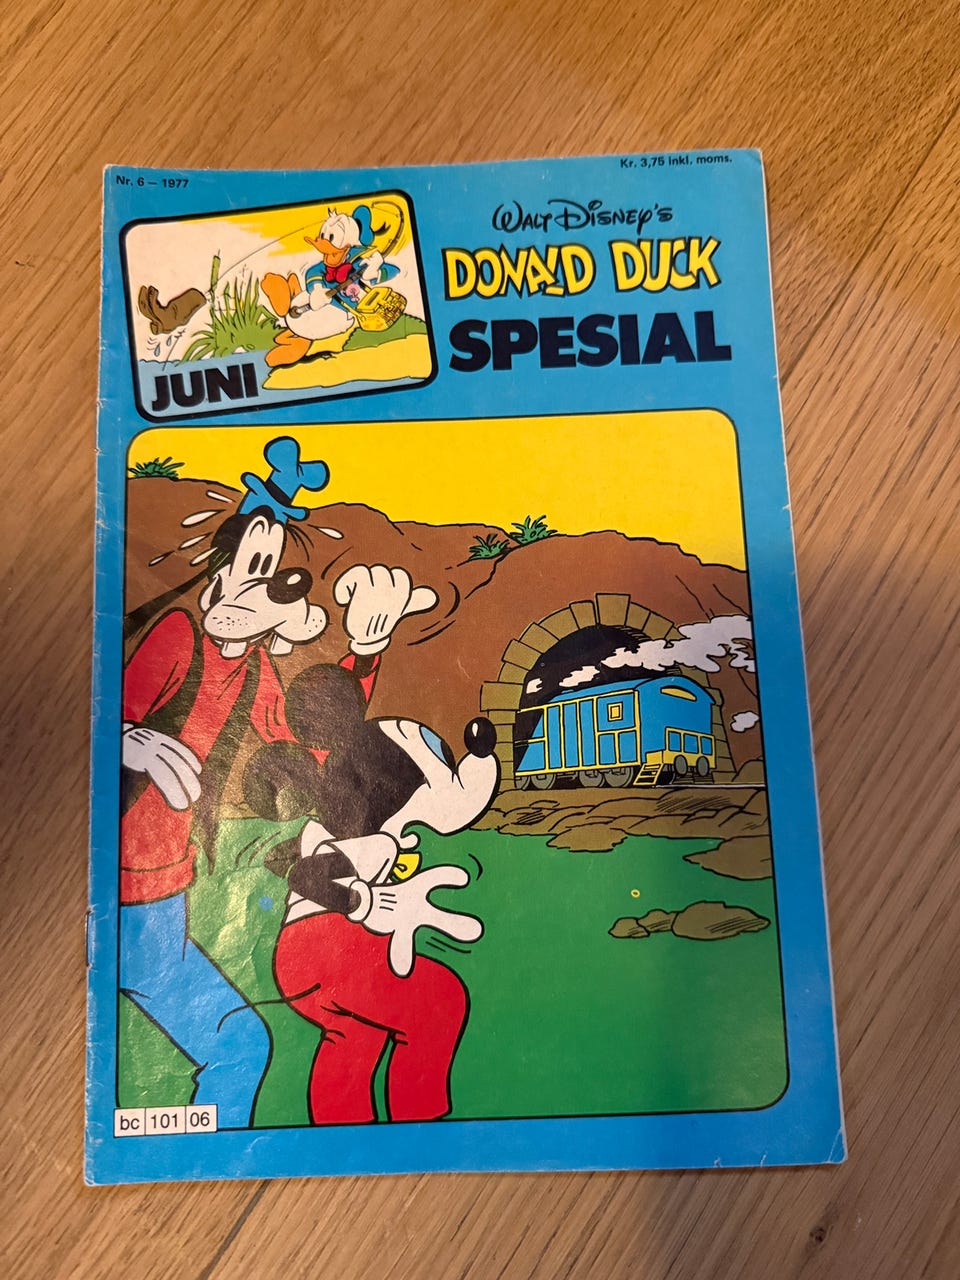 Nr. 6 – 1977
Kr. 3,75 inkl. moms.
WALT DISNEY'S
DONALD DUCK
SPESIAL
JUNI
bc 101 06